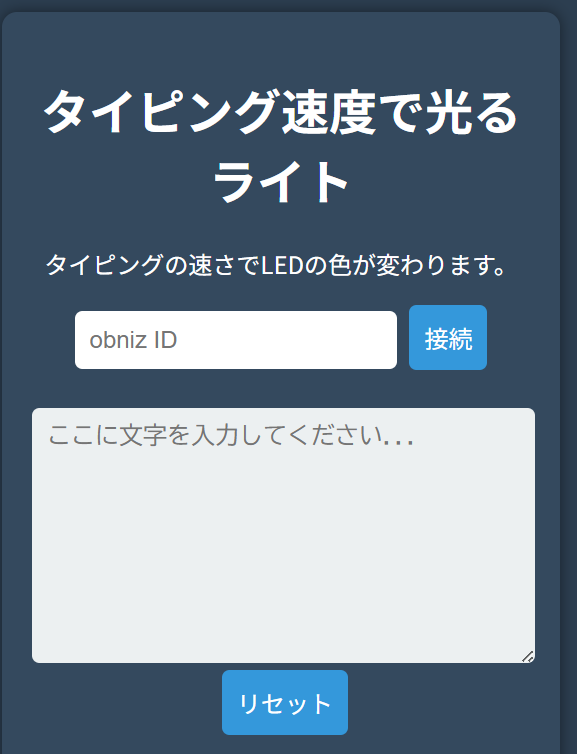 タイピング速度で光る
ライト
タイピングの速さでLEDの色が変わります。
obniz ID
接続
ここに文字を入力してください...
リセット